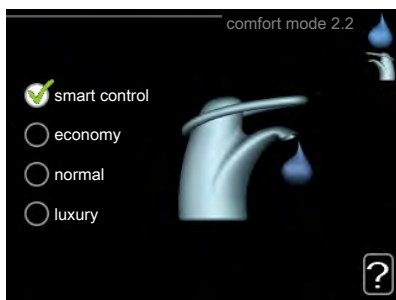 comfort mode 2.2
smart control
economy
normal
luxury
?